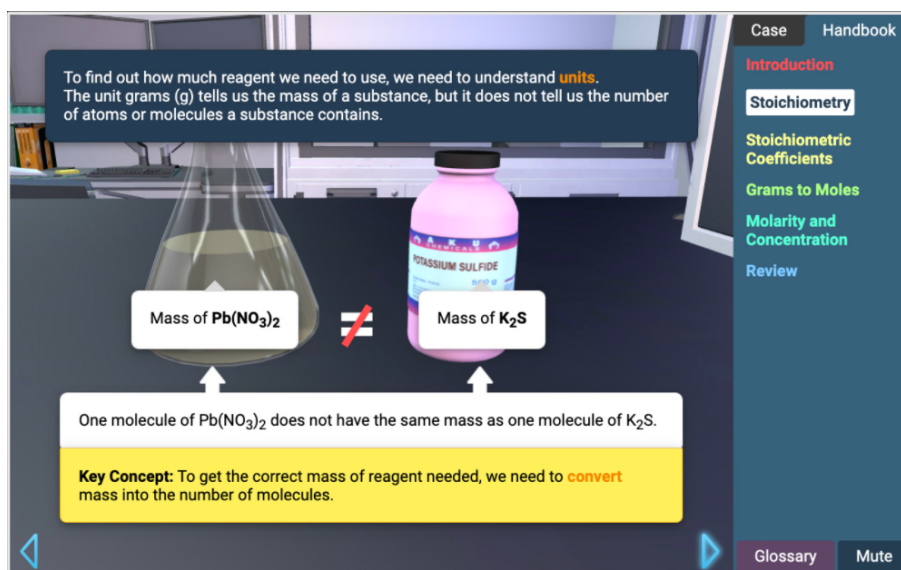 Case Handbook
To find out how much reagent we need to use, we need to understand units.
The unit grams (g) tells us the mass of a substance, but it does not tell us the number
of atoms or molecules a substance contains.
Introduction
Stoichiometry
Stoichiometric
Coefficients
Grams to Moles
Molarity and
Concentration
Review
AKU
CHEMICALS
POTASSIUM SULFIDE
500 g
Mass of Pb(NO₃)₂
≠
Mass of K₂S
One molecule of Pb(NO₃)₂ does not have the same mass as one molecule of K₂S.
Key Concept: To get the correct mass of reagent needed, we need to convert
mass into the number of molecules.
Glossary Mute